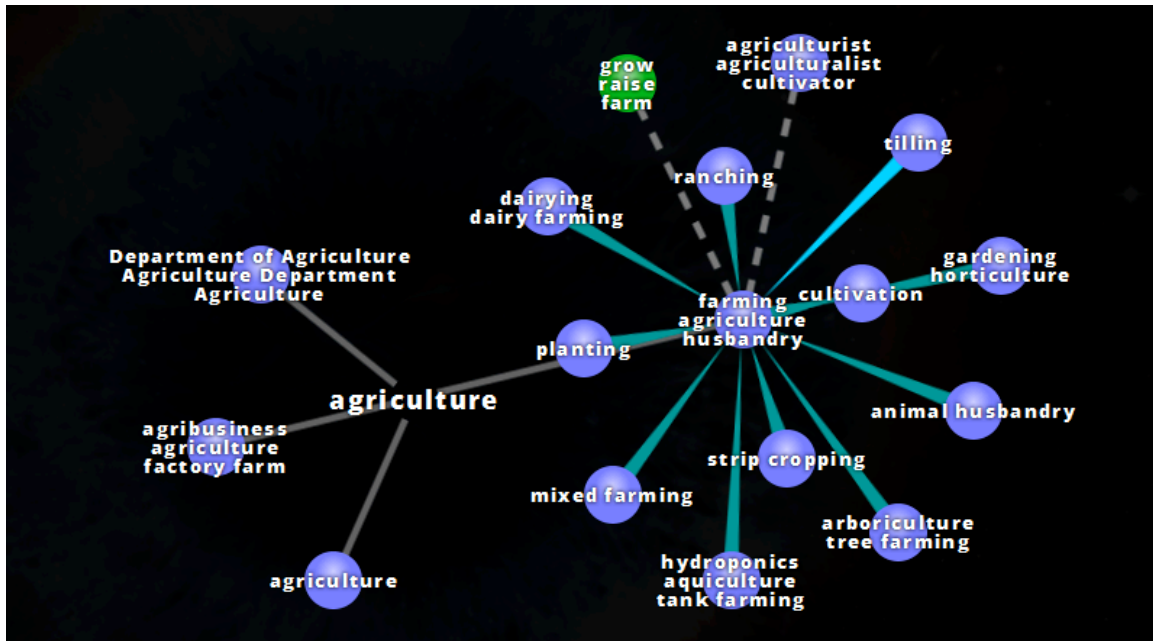 grow
raise
farm
agriculturist
agriculturalist
cultivator
tilling
ranching
dairying
dairy farming
Department of Agriculture
Agriculture Department
Agriculture
gardening
horticulture
cultivation
farming
agriculture
husbandry
planting
agriculture
animal husbandry
agribusiness
agriculture
factory farm
strip cropping
mixed farming
arboriculture
tree farming
hydroponics
aquiculture
tank farming
agriculture